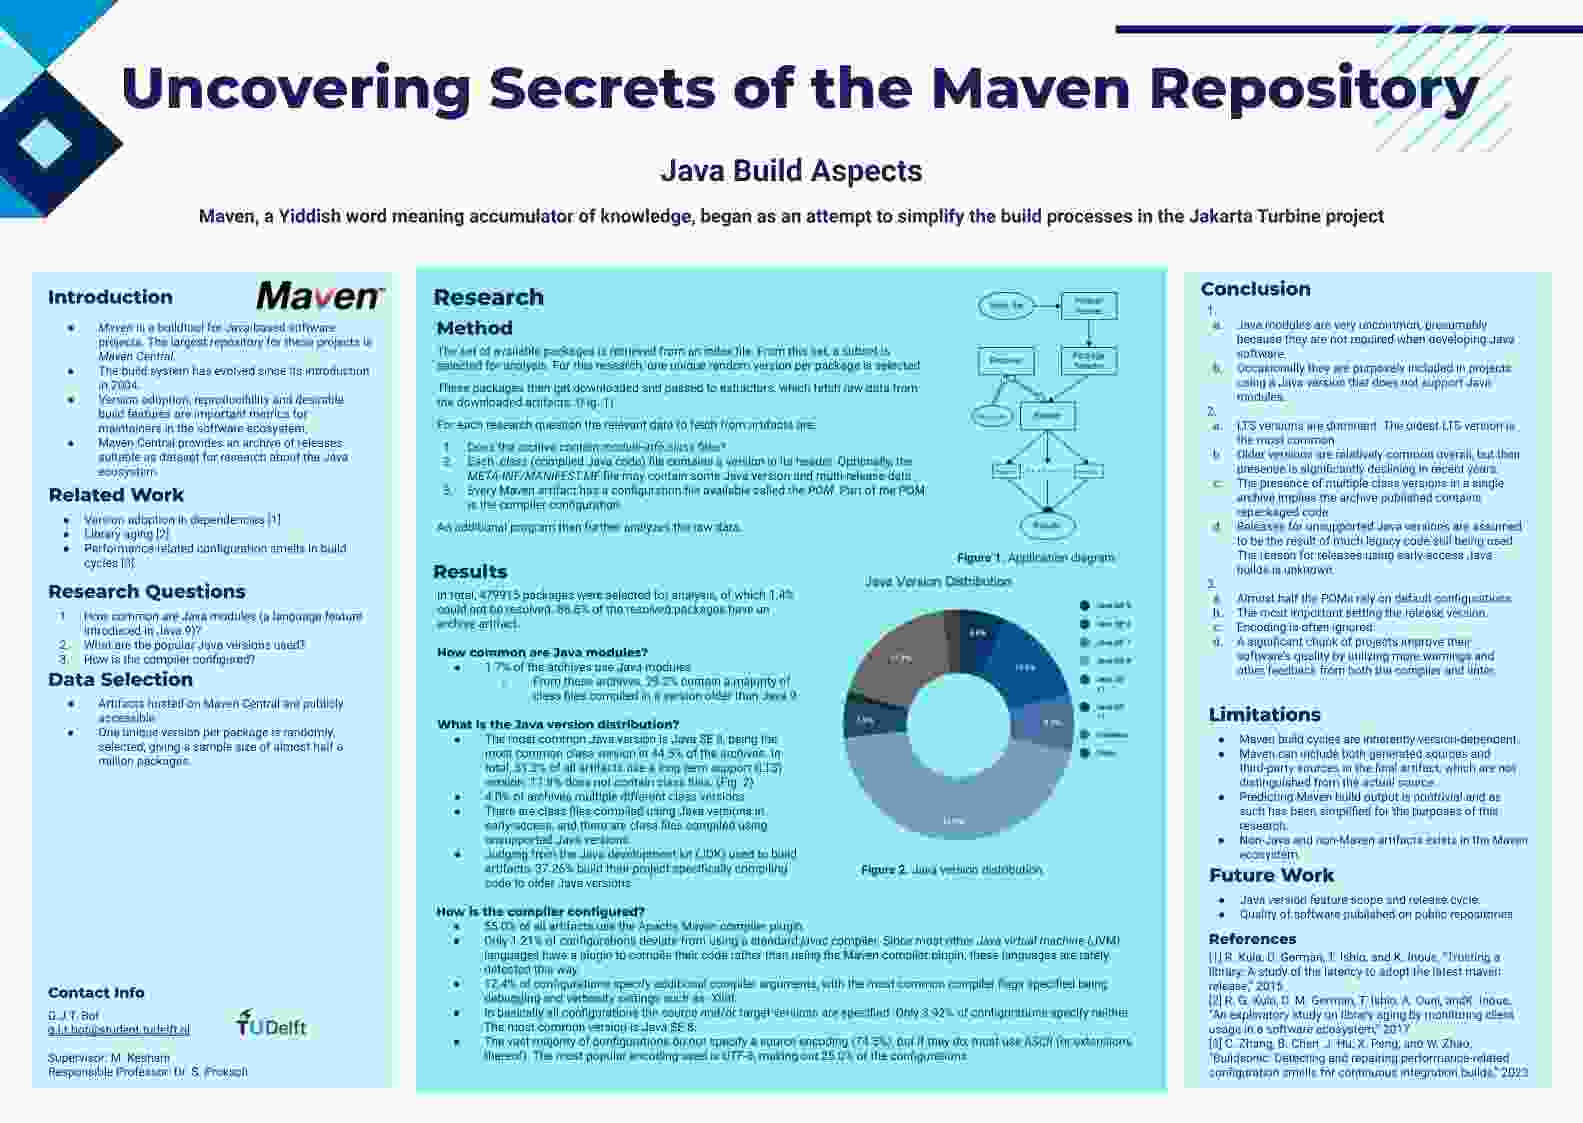 Uncovering Secrets of the Maven Repository
Java Build Aspects
Maven, a Yiddish word meaning accumulator of knowledge, began as an attempt to simplify the build processes in the Jakarta Turbine project
Introduction
Maven
Maven is a buildtool for Java-based software
projects. The largest repository for these projects is
Maven Central.
The build system has evolved since its introduction
in 2004.
Version adoption, reproducibility and desirable
build features are important metrics for
maintainers in the software ecosystem.
Maven Central provides an archive of releases
suitable as dataset for research about the Java
ecosystem.
Related Work
Version adoption in dependencies [1]
Library aging [2]
Performance-related configuration smells in build
cycles [3]
Research Questions
1. How common are Java modules (a language feature
introduced in Java 9)?
2. What are the popular Java versions used?
3. How is the compiler configured?
Data Selection
Artifacts hosted on Maven Central are publicly
accessible.
One unique version per package is randomly
selected, giving a sample size of almost half a
million packages.
Contact Info
G.J.T. Bot
g.j.t.bot@student.tudelft.nl
TUDelft
Supervisor: M. Keshani
Responsible Professor: Dr. S. Proksch
Research
Method
The set of available packages is retrieved from an index file. From this set, a subset is
selected for analysis. For this research, one unique random version per package is selected.
These packages then get downloaded and passed to extractors, which fetch raw data from
the downloaded artifacts. (Fig. 1)
For each research question the relevant data to fetch from artifacts are:
1. Does the archive contain module-info.class files?
2. Each .class (compiled Java code) file contains a version in its header. Optionally, the
META-INF/MANIFEST.MF file may contain some Java version and multi-release data.
3. Every Maven artifact has a configuration file available called the POM. Part of the POM
is the compiler configuration.
An additional program then further analyzes the raw data.
Figure 1. Application diagram
Results
In total, 479915 packages were selected for analysis, of which 1.4%
could not be resolved. 86.6% of the resolved packages have an
archive artifact.
How common are Java modules?
1.7% of the archives use Java modules
From these archives, 29.2% contain a majority of
class files compiled in a version older than Java 9
What is the Java version distribution?
The most common Java version is Java SE 8, being the
most common class version in 44.5% of the archives. In
total, 51.2% of all artifacts use a long term support (LTS)
version. 17.9% does not contain class files. (Fig. 2)
4.0% of archives multiple different class versions
There are class files compiled using Java versions in
early-access, and there are class files compiled using
unsupported Java versions.
Judging from the Java development kit (JDK) used to build
artifacts, 37.26% build their project specifically compiling
code to older Java versions
Java Version Distribution
Figure 2. Java version distribution
How is the compiler configured?
55.0% of all artifacts use the Apache Maven compiler plugin.
Only 1.21% of configurations deviate from using a standard javac compiler. Since most other Java virtual machine (JVM)
languages have a plugin to compile their code rather than using the Maven compiler plugin, these languages are rarely
detected this way.
12.4% of configurations specify additional compiler arguments, with the most common compiler flags specified being
debugging and verbosity settings such as -Xlint.
In basically all configurations the source and/or target versions are specified. Only 3.92% of configurations specify neither.
The most common version is Java SE 8.
The vast majority of configurations do not specify a source encoding (74.5%), but if they do, most use ASCII (or extensions
thereof). The most popular encoding used is UTF-8, making out 25.0% of the configurations
Conclusion
1.
a. Java modules are very uncommon, presumably
because they are not required when developing Java
software.
b. Occasionally they are purposely included in projects
using a Java version that does not support Java
modules.
2.
a. LTS versions are dominant. The oldest LTS version is
the most common
b. Older versions are relatively common overall, but their
presence is significantly declining in recent years.
c. The presence of multiple class versions in a single
archive implies the archive published contains
repackaged code
d. Releases for unsupported Java versions are assumed
to be the result of much legacy code still being used
The reason for releases using early-access Java
builds is unknown.
3.
a. Almost half the POMs rely on default configurations.
b. The most important setting the release version.
c. Encoding is often ignored.
d. A significant chunk of projects improve their
software's quality by utilizing more warnings and
other feedback from both the compiler and linter.
Limitations
Maven build cycles are inherently version-dependent.
Maven can include both generated sources and
third-party sources in the final artifact, which are not
distinguished from the actual source.
Predicting Maven build output is nontrivial and as
such has been simplified for the purposes of this
research.
Non-Java and non-Maven artifacts exists in the Maven
ecosystem.
Future Work
Java version feature scope and release cycle.
Quality of software published on public repositories
References
[1] R. Kula, D. German, T. Ishio, and K. Inoue, "Trusting a
library: A study of the latency to adopt the latest maven
release," 2015
[2] R. G. Kula, D. M. German, T. Ishio, A. Ouni, andK. Inoue,
"An exploratory study on library aging by monitoring client
usage in a software ecosystem," 2017
[3] C. Zhang, B. Chen, J. Hu, X. Peng, and W. Zhao,
"Buildsonic: Detecting and repairing performance-related
configuration smells for continuous integration builds," 2023